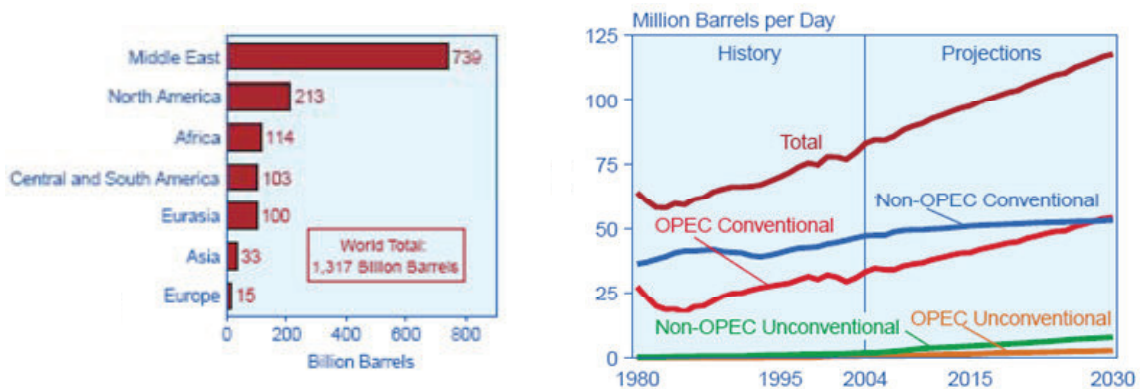 Middle East
739
North America
213
Africa
114
Central and South America
103
Eurasia
100
Asia
33
Europe
15
World Total:
1,317 Billion Barrels
0 200 400 600 800
Billion Barrels
Million Barrels per Day
125
100
75
50
25
0
History Projections
Total
Non-OPEC Conventional
OPEC Conventional
Non-OPEC Unconventional
OPEC Unconventional
1980 1995 2004 2015 2030